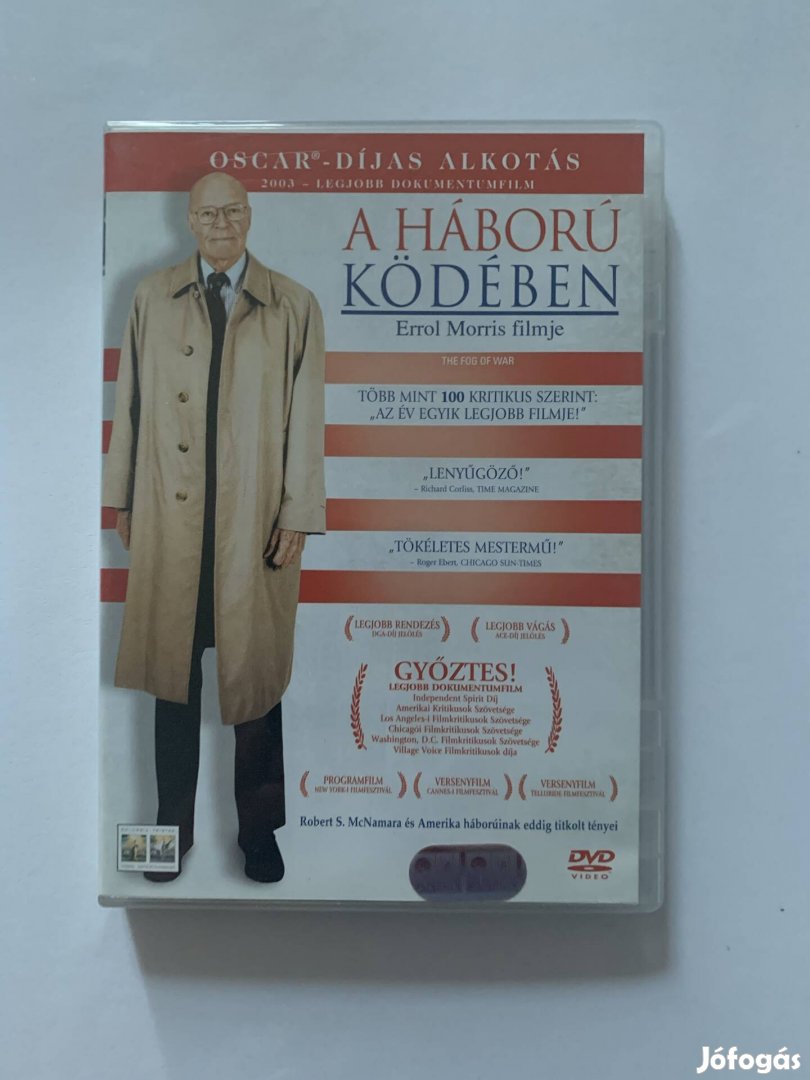 OSCAR®-DÍJAS ALKOTÁS
2003 – LEGJOBB DOKUMENTUMFILM
A HÁBORÚ
KÖDÉBEN
Errol Morris filmje
THE FOG OF WAR
TÖBB MINT 100 KRITIKUS SZERINT:
„AZ ÉV EGYIK LEGJOBB FILMJE!”
„LENYŰGÖZŐ!”
– Richard Corliss, TIME MAGAZINE
„TÖKÉLETES MESTERMŰ!”
– Roger Ebert, CHICAGO SUN-TIMES
LEGJOBB RENDEZÉS
DGA-DÍJ JELÖLÉS
LEGJOBB VÁGÁS
ACE-DÍJ JELÖLÉS
GYŐZTES!
LEGJOBB DOKUMENTUMFILM
Independent Spirit Díj
Amerikai Kritikusok Szövetsége
Los Angeles-i Filmkritikusok Szövetsége
Chicagói Filmkritikusok Szövetsége
Washington, D.C. Filmkritikusok Szövetsége
Village Voice Filmkritikusok díja
PROGRAMFILM
NEW YORK-I FILMFESZTIVÁL
VERSENYFILM
CANNES-I FILMFESZTIVÁL
VERSENYFILM
TELLURIDE FILMFESZTIVÁL
Robert S. McNamara és Amerika háborúinak eddig titkolt tényei
DVD
VIDEO
Jófogás